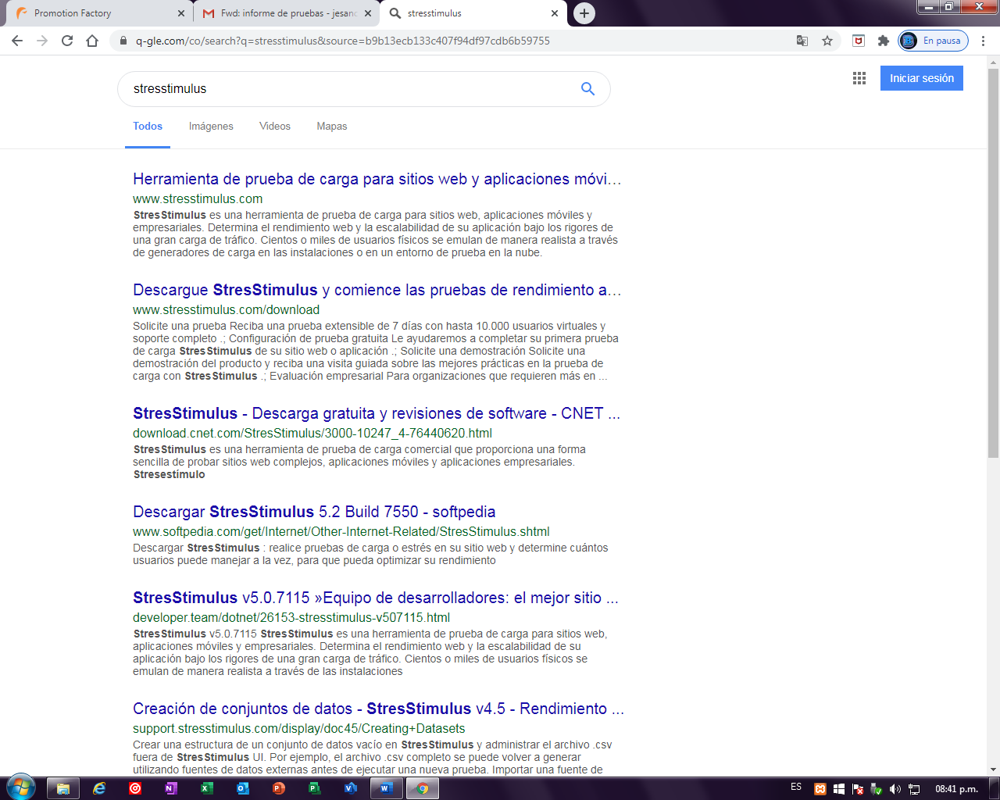 Promotion Factory
Fwd: informe de pruebas - jesanc
stresstimulus
q-gle.com/co/search?q=stresstimulus&source=b9b13ecb133c407f94df97cdb6b59755
En pausa
stresstimulus
Iniciar sesión
Todos Imágenes Videos Mapas
Herramienta de prueba de carga para sitios web y aplicaciones móvi...
www.stresstimulus.com
StresStimulus es una herramienta de prueba de carga para sitios web, aplicaciones móviles y
empresariales. Determina el rendimiento web y la escalabilidad de su aplicación bajo los rigores de
una gran carga de tráfico. Cientos o miles de usuarios físicos se emulan de manera realista a través
de generadores de carga en las instalaciones o en un entorno de prueba en la nube.
Descargue StresStimulus y comience las pruebas de rendimiento a...
www.stresstimulus.com/download
Solicite una prueba Reciba una prueba extensible de 7 días con hasta 10.000 usuarios virtuales y
soporte completo .; Configuración de prueba gratuita Le ayudaremos a completar su primera prueba
de carga StresStimulus de su sitio web o aplicación .; Solicite una demostración Solicite una
demostración del producto y reciba una visita guiada sobre las mejores prácticas en la prueba de
carga con StresStimulus .; Evaluación empresarial Para organizaciones que requieren más en ...
StresStimulus - Descarga gratuita y revisiones de software - CNET ...
download.cnet.com/StresStimulus/3000-10247_4-76440620.html
StresStimulus es una herramienta de prueba de carga comercial que proporciona una forma
sencilla de probar sitios web complejos, aplicaciones móviles y aplicaciones empresariales.
Stresestímulo
Descargar StresStimulus 5.2 Build 7550 - softpedia
www.softpedia.com/get/Internet/Other-Internet-Related/StresStimulus.shtml
Descargar StresStimulus : realice pruebas de carga o estrés en su sitio web y determine cuántos
usuarios puede manejar a la vez, para que pueda optimizar su rendimiento
StresStimulus v5.0.7115 »Equipo de desarrolladores: el mejor sitio ...
developer.team/dotnet/26153-stresstimulus-v507115.html
StresStimulus v5.0.7115 StresStimulus es una herramienta de prueba de carga para sitios web,
aplicaciones móviles y empresariales. Determina el rendimiento web y la escalabilidad de su
aplicación bajo los rigores de una gran carga de tráfico. Cientos o miles de usuarios físicos se
emulan de manera realista a través de las instalaciones
Creación de conjuntos de datos - StresStimulus v4.5 - Rendimiento ...
support.stresstimulus.com/display/doc45/Creating+Datasets
Crear una estructura de un conjunto de datos vacío en StresStimulus y administrar el archivo .csv
fuera de StresStimulus UI. Por ejemplo, el archivo .csv completo se puede volver a generar
utilizando fuentes de datos externas antes de ejecutar una nueva prueba. Importar una fuente de
ES
08:41 p.m.